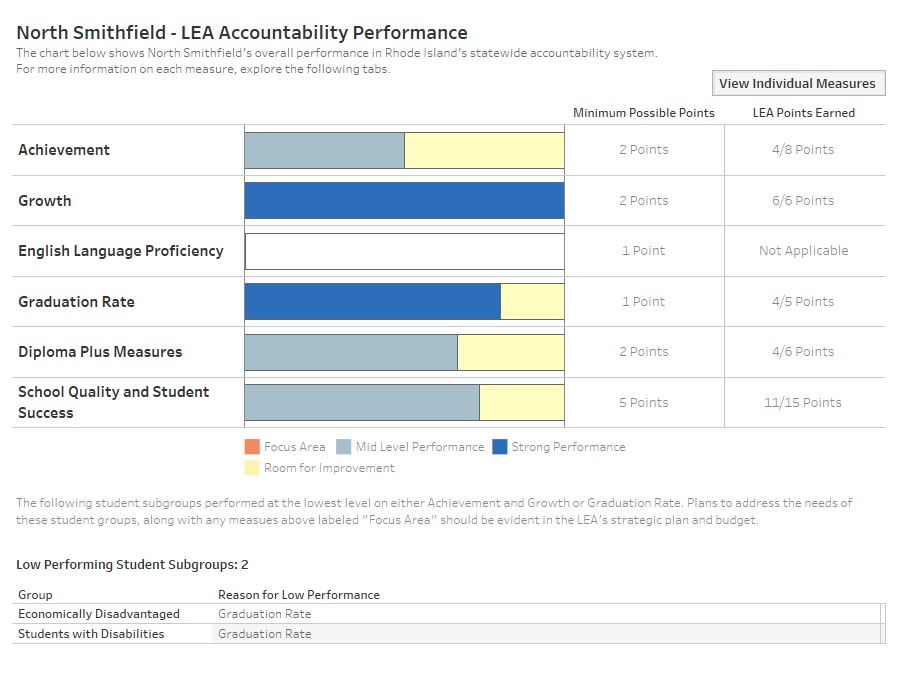 North Smithfield - LEA Accountability Performance
The chart below shows North Smithfield's overall performance in Rhode Island's statewide accountability system.
For more information on each measure, explore the following tabs.
View Individual Measures
Minimum Possible Points LEA Points Earned
Achievement 2 Points 4/8 Points
Growth 2 Points 6/6 Points
English Language Proficiency 1 Point Not Applicable
Graduation Rate 1 Point 4/5 Points
Diploma Plus Measures 2 Points 4/6 Points
School Quality and Student
Success 5 Points 11/15 Points
Focus Area Mid Level Performance Strong Performance
Room for Improvement
The following student subgroups performed at the lowest level on either Achievement and Growth or Graduation Rate. Plans to address the needs of
these student groups, along with any measues above labeled "Focus Area" should be evident in the LEA's strategic plan and budget.
Low Performing Student Subgroups: 2
Group Reason for Low Performance
Economically Disadvantaged Graduation Rate
Students with Disabilities Graduation Rate